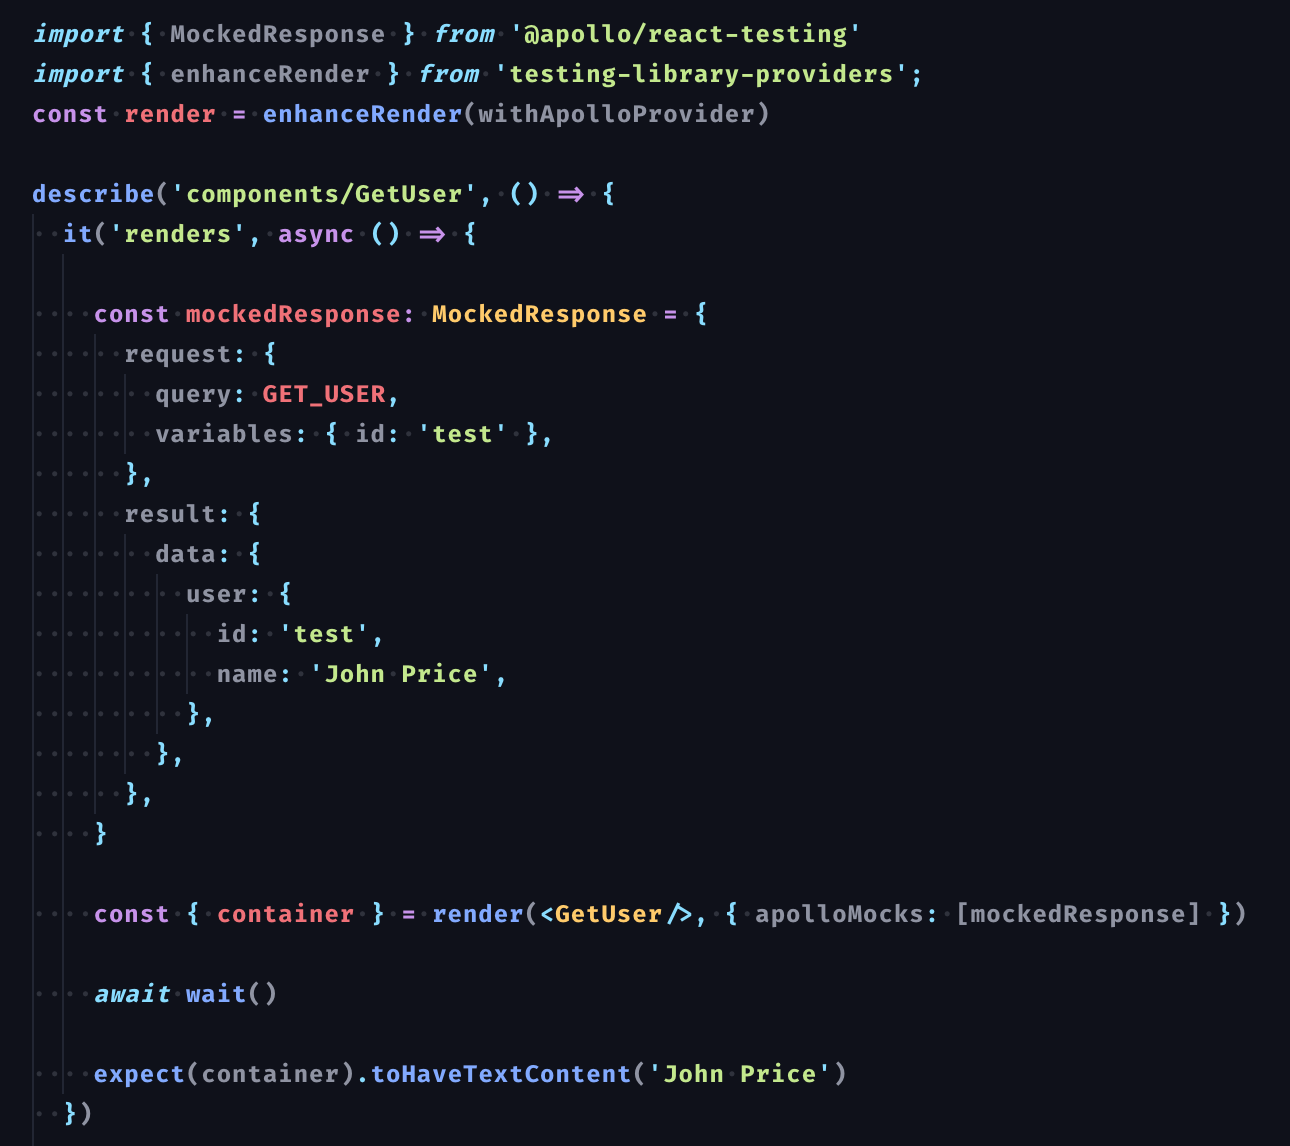 import { MockedResponse } from '@apollo/react-testing'
import { enhanceRender } from 'testing-library-providers';
const render = enhanceRender(withApolloProvider)

describe('components/GetUser', () => {
  it('renders', async () => {

    const mockedResponse: MockedResponse = {
      request: {
        query: GET_USER,
        variables: { id: 'test' },
      },
      result: {
        data: {
          user: {
            id: 'test',
            name: 'John Price',
          },
        },
      },
    }

    const { container } = render(<GetUser/>, { apolloMocks: [mockedResponse] })

    await wait()

    expect(container).toHaveTextContent('John Price')
  })